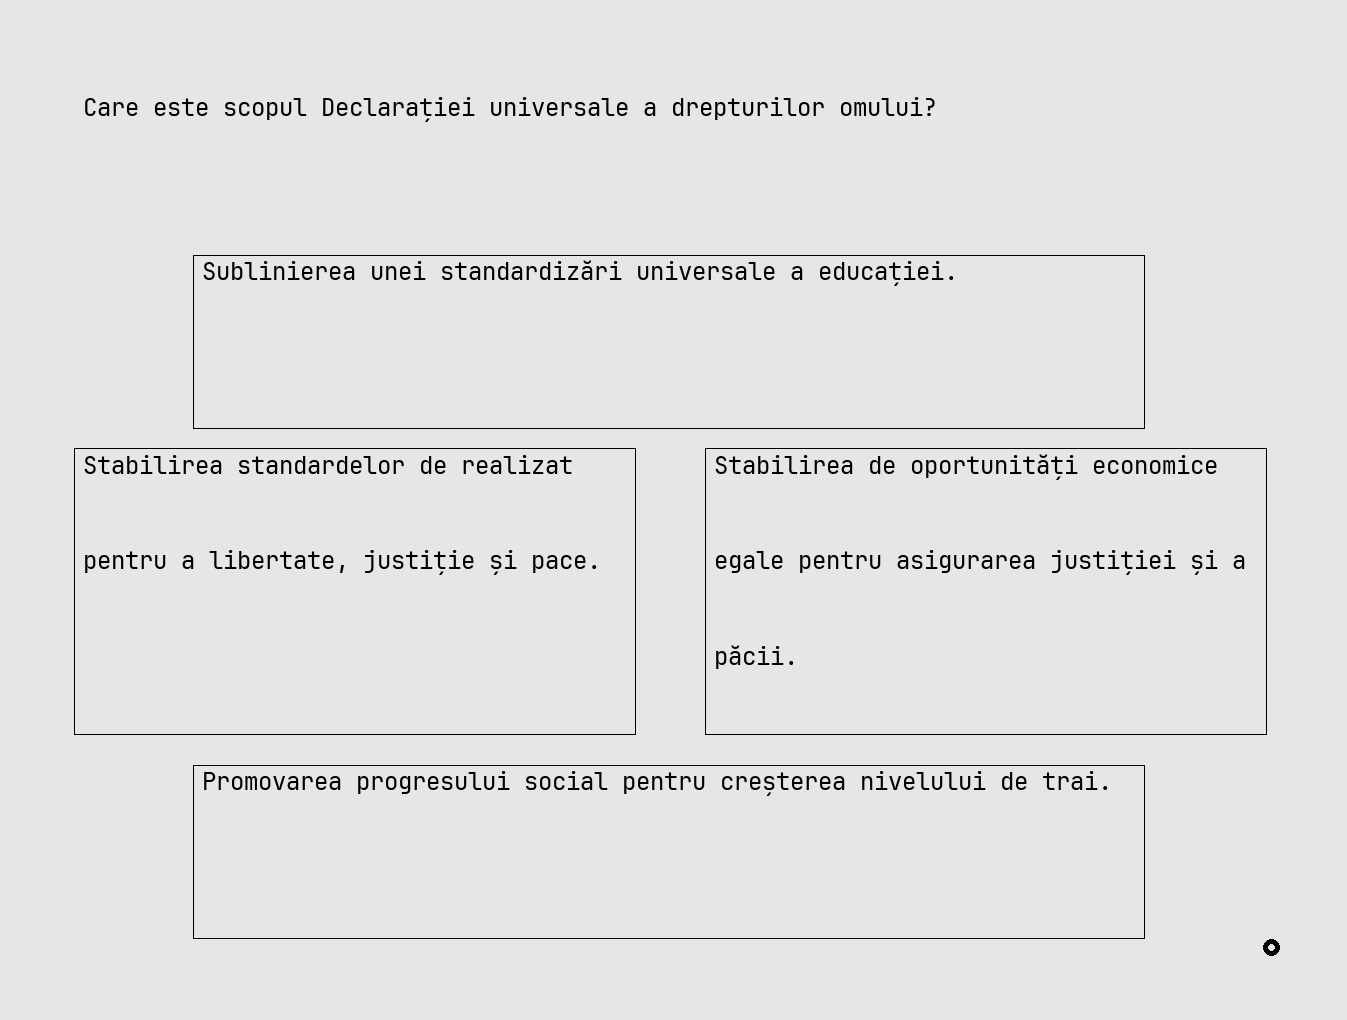 Care este scopul Declarației universale a drepturilor omului?
Sublinierea unei standardizări universale a educației.
Stabilirea standardelor de realizat
pentru a libertate, justiție și pace.
Stabilirea de oportunități economice
egale pentru asigurarea justiției și a
păcii.
Promovarea progresului social pentru creșterea nivelului de trai.